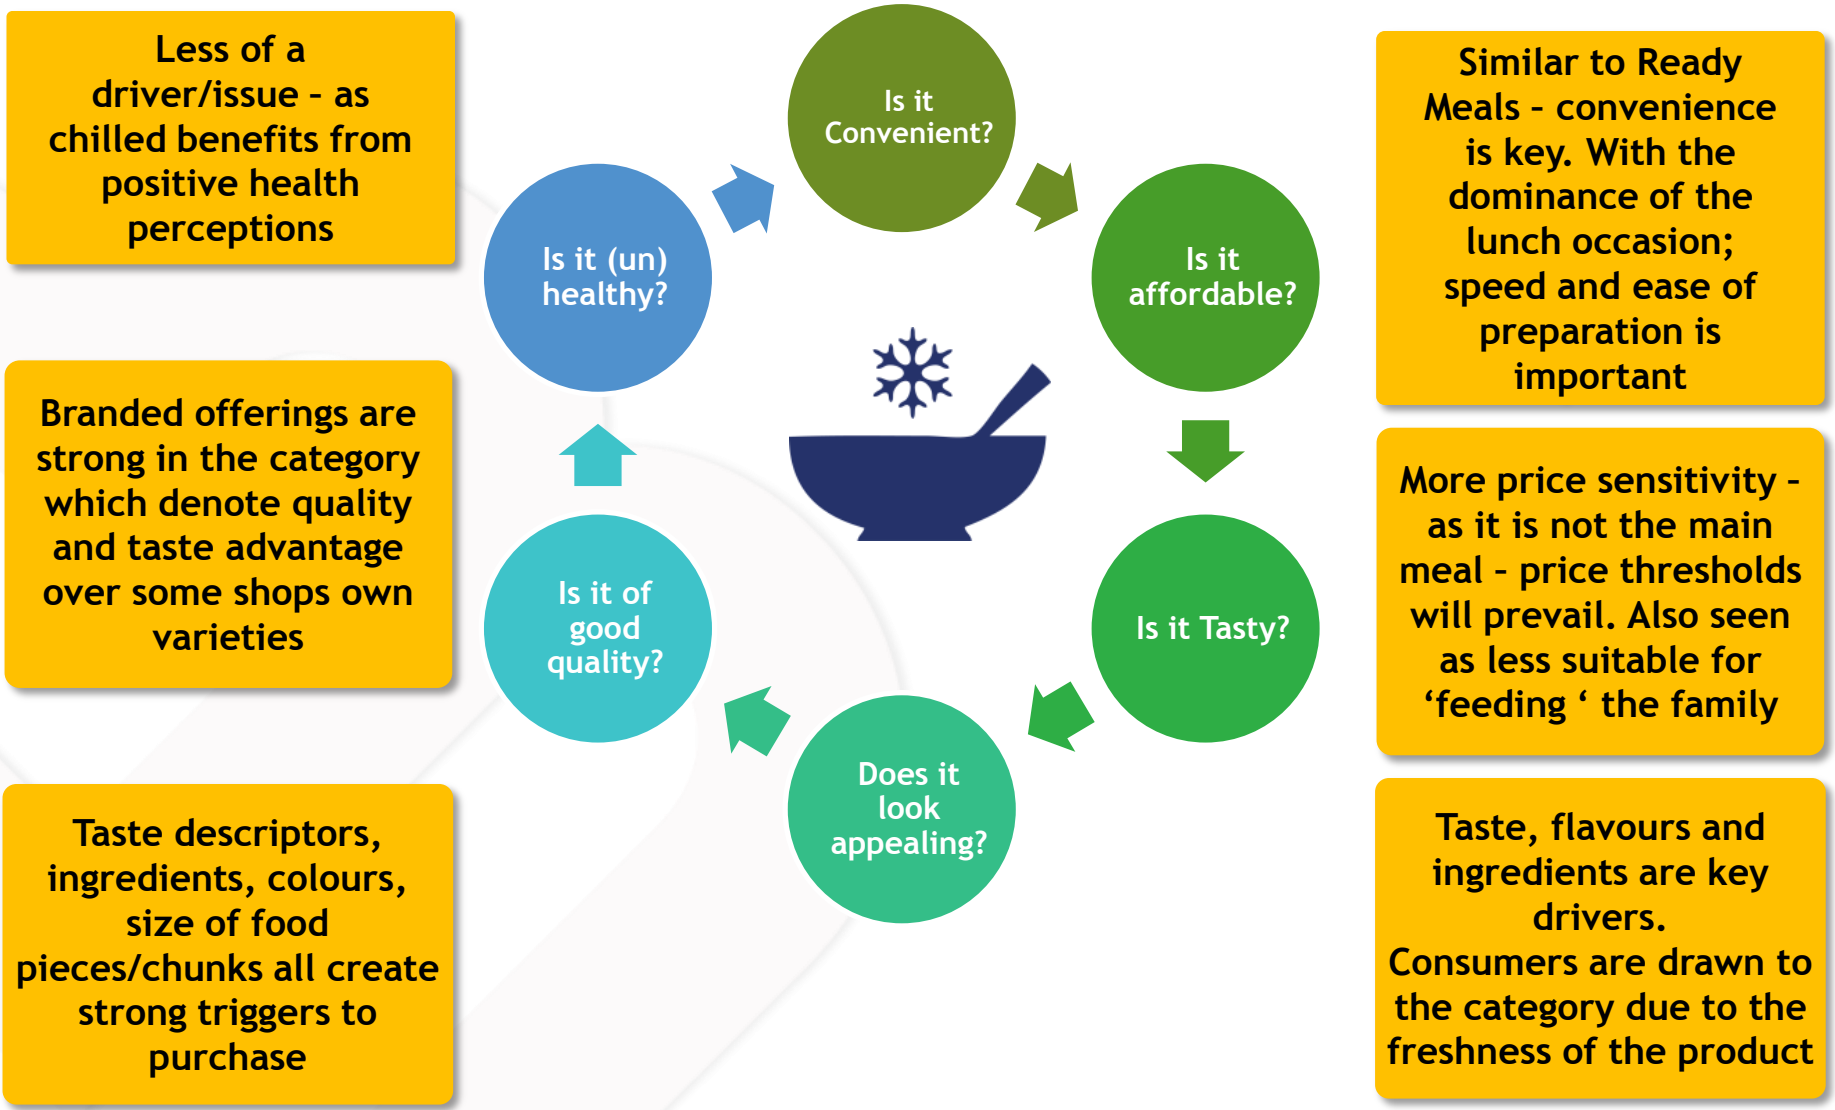 Less of a
driver/issue – as
chilled benefits from
positive health
perceptions
Branded offerings are
strong in the category
which denote quality
and taste advantage
over some shops own
varieties
Taste descriptors,
ingredients, colours,
size of food
pieces/chunks all create
strong triggers to
purchase
Is it
Convenient?
Is it
affordable?
Is it Tasty?
Does it
look
appealing?
Is it of
good
quality?
Is it (un)
healthy?
Similar to Ready
Meals – convenience
is key. With the
dominance of the
lunch occasion;
speed and ease of
preparation is
important
More price sensitivity –
as it is not the main
meal – price thresholds
will prevail. Also seen
as less suitable for
‘feeding ‘ the family
Taste, flavours and
ingredients are key
drivers.
Consumers are drawn to
the category due to the
freshness of the product